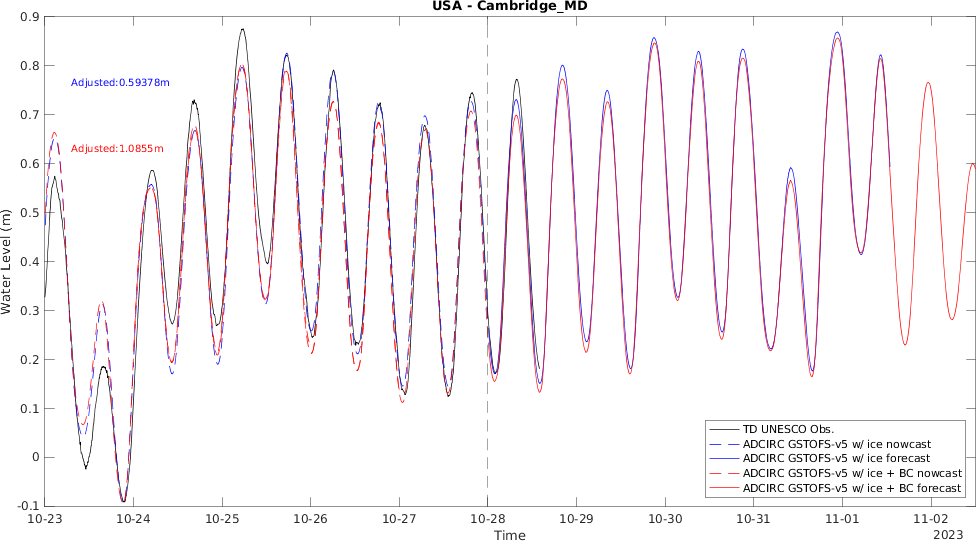 USA - Cambridge_MD
0.9
0.8
0.7
0.6
0.5
0.4
0.3
0.2
0.1
0
-0.1
Water Level (m)
Adjusted:0.59378m
Adjusted:1.0855m
TD UNESCO Obs.
ADCIRC GSTOFS-v5 w/ ice nowcast
ADCIRC GSTOFS-v5 w/ ice forecast
ADCIRC GSTOFS-v5 w/ ice + BC nowcast
ADCIRC GSTOFS-v5 w/ ice + BC forecast
10-23 10-24 10-25 10-26 10-27 10-28 10-29 10-30 10-31 11-01 11-02
Time
2023